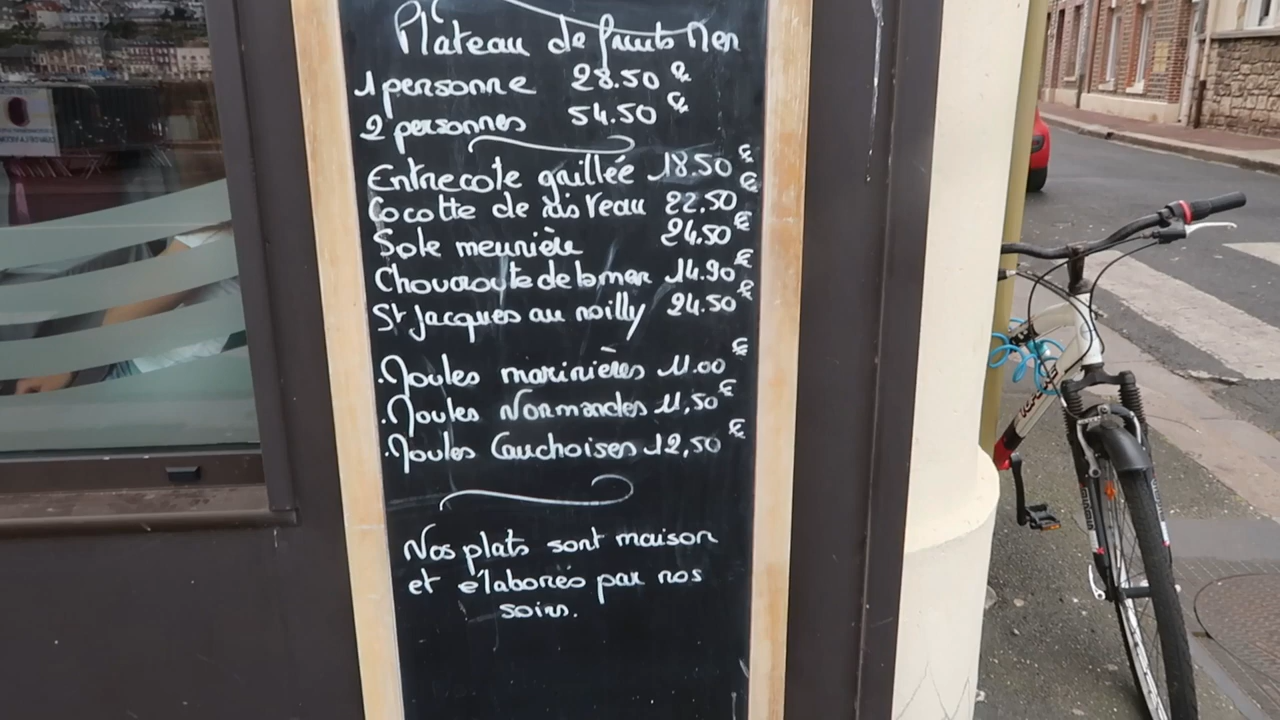 Plateau de fruits Mer
1 personne 28.50 €
2 personnes 54.50 €
Entrecote grillée 18.50 €
Cocotte de ris Veau 22.50 €
Sole meunière 24.50 €
Choucroute de la mer 14.90 €
St Jacques au noilly 24.50 €
.Moules marinières 11.00 €
.Moules Normandes 11,50 €
.Moules Cauchoises 12,50 €
Nos plats sont maison
et élaborés par nos
soins.